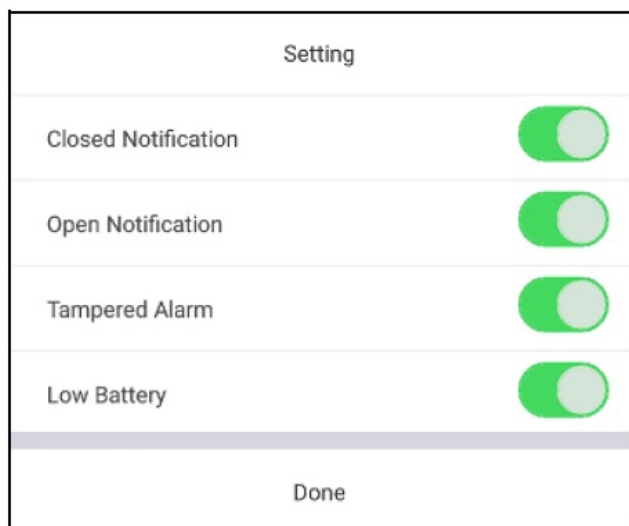 Setting
Closed Notification
Open Notification
Tampered Alarm
Low Battery
Done